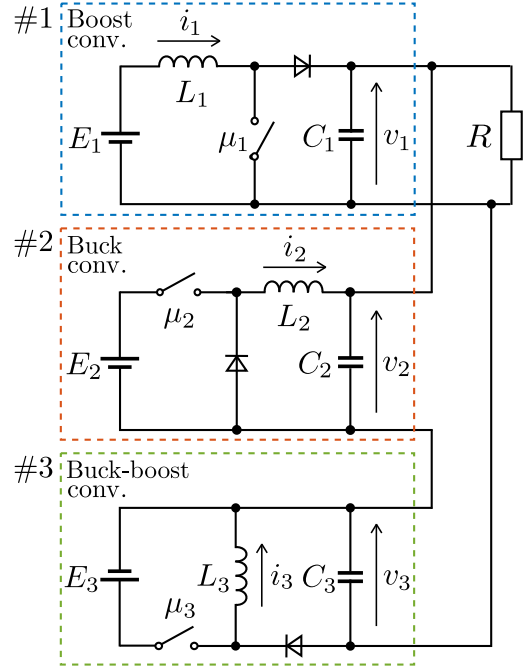 #1 Boost
conv.
i₁
L₁
E₁
μ₁
C₁
v₁
R
#2 Buck
conv.
i₂
μ₂
L₂
E₂
C₂
v₂
#3 Buck-boost
conv.
E₃
L₃
i₃
C₃
v₃
μ₃